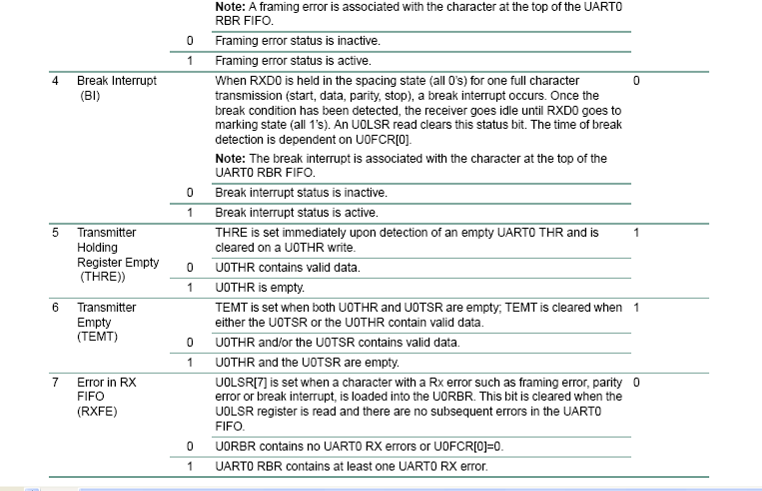 Note: A framing error is associated with the character at the top of the UART0
RBR FIFO.
0 Framing error status is inactive.
1 Framing error status is active.
4 Break Interrupt (BI) When RXD0 is held in the spacing state (all 0's) for one full character 0
transmission (start, data, parity, stop), a break interrupt occurs. Once the
break condition has been detected, the receiver goes idle until RXD0 goes to
marking state (all 1's). An U0LSR read clears this status bit. The time of break
detection is dependent on U0FCR[0].
Note: The break interrupt is associated with the character at the top of the
UART0 RBR FIFO.
0 Break interrupt status is inactive.
1 Break interrupt status is active.
5 Transmitter Holding Register Empty (THRE)) THRE is set immediately upon detection of an empty UART0 THR and is 1
cleared on a U0THR write.
0 U0THR contains valid data.
1 U0THR is empty.
6 Transmitter Empty (TEMT) TEMT is set when both U0THR and U0TSR are empty; TEMT is cleared when 1
either the U0TSR or the U0THR contain valid data.
0 U0THR and/or the U0TSR contains valid data.
1 U0THR and the U0TSR are empty.
7 Error in RX FIFO (RXFE) U0LSR[7] is set when a character with a Rx error such as framing error, parity 0
error or break interrupt, is loaded into the U0RBR. This bit is cleared when the
U0LSR register is read and there are no subsequent errors in the UART0
FIFO.
0 U0RBR contains no UART0 RX errors or U0FCR[0]=0.
1 UART0 RBR contains at least one UART0 RX error.